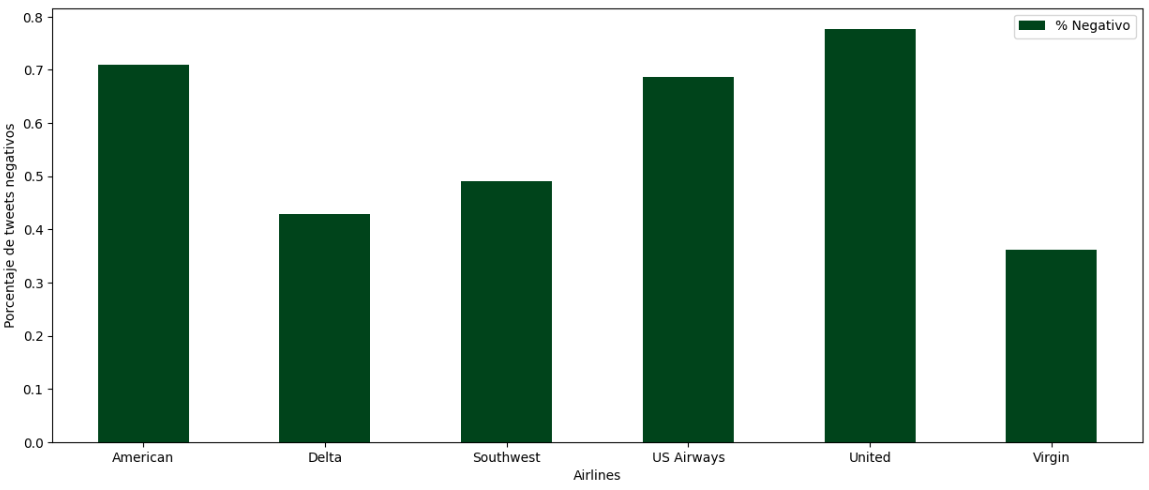 % Negativo
Porcentaje de tweets negativos
0.8
0.7
0.6
0.5
0.4
0.3
0.2
0.1
0.0
American Delta Southwest US Airways United Virgin
Airlines